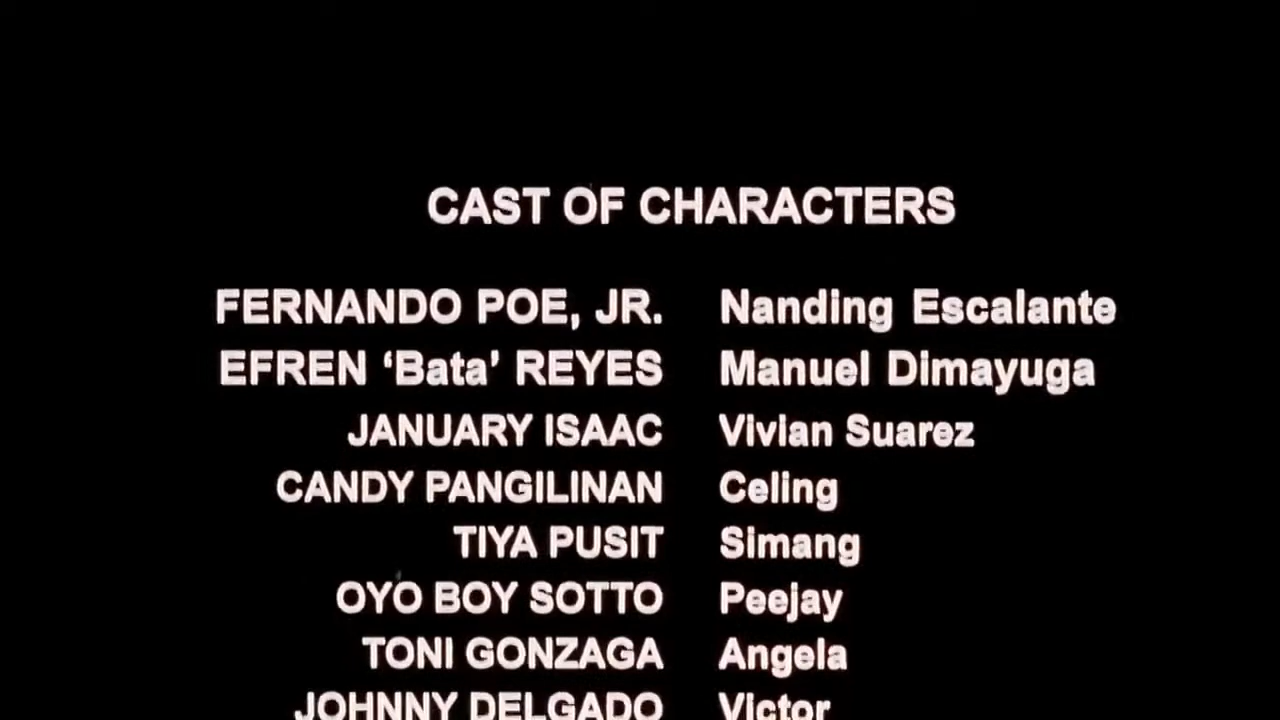 CAST OF CHARACTERS
FERNANDO POE, JR. Nanding Escalante
EFREN ‘Bata’ REYES Manuel Dimayuga
JANUARY ISAAC Vivian Suarez
CANDY PANGILINAN Celing
TIYA PUSIT Simang
OYO BOY SOTTO Peejay
TONI GONZAGA Angela
JOHNNY DELGADO Victor